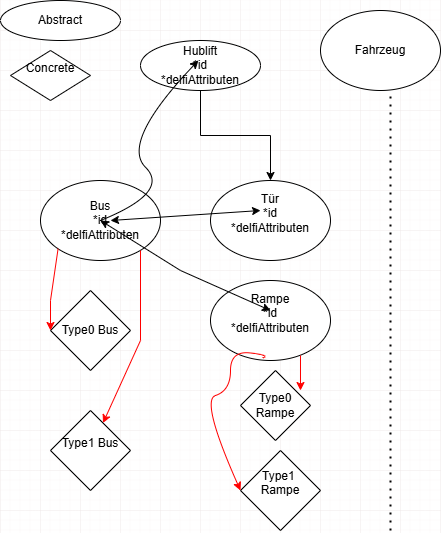 Abstract
Concrete
Hublift
*id
*delfiAttributen
Fahrzeug
Bus
*id
*delfiAttributen
Tür
*id
*delfiAttributen
Rampe
*id
*delfiAttributen
Type0 Bus
Type0
Rampe
Type1 Bus
Type1
Rampe